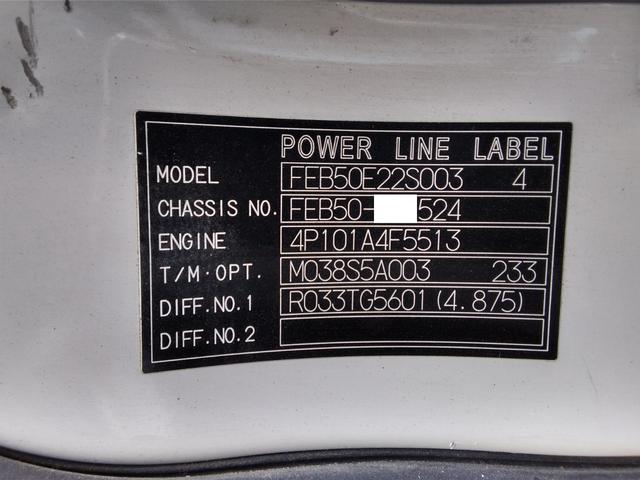 POWER LINE LABEL
MODEL FEB50E22S003 4
CHASSIS NO. FEB50- 524
ENGINE 4P101A4F5513
T/M·OPT. M038S5A003 233
DIFF.NO.1 R033TG5601(4.875)
DIFF.NO.2